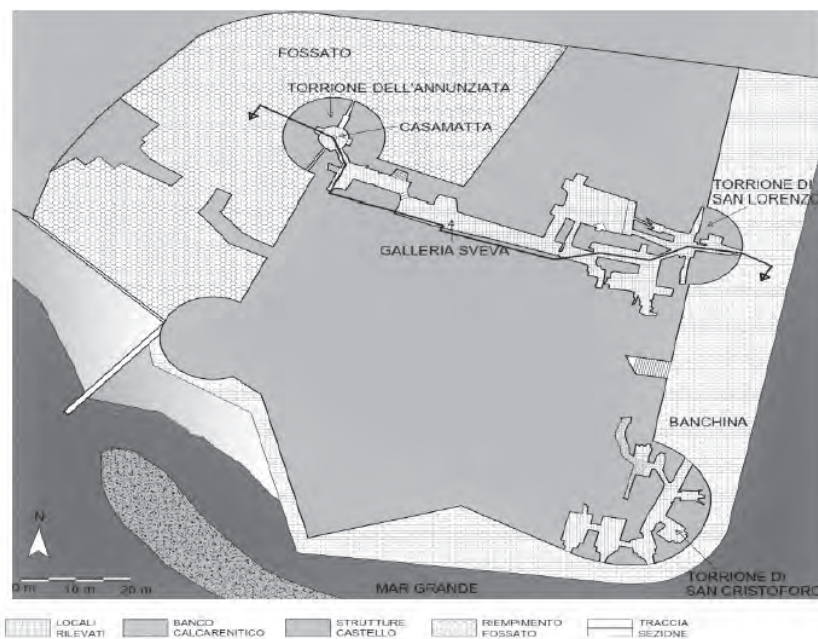 FOSSATO
TORRIONE DELL'ANNUNZIATA
CASAMATTA
TORRIONE DI
SAN LORENZO
GALLERIA SVEVA
BANCHINA
N
0 m 10 m 20 m
MAR GRANDE
TORRIONE DI
SAN CRISTOFORO
LOCALI
RILEVATI
BANCO
CALCARENITICO
STRUTTURE
CASTELLO
RIEMPIMENTO
FOSSATO
TRACCIA
SEZIONE